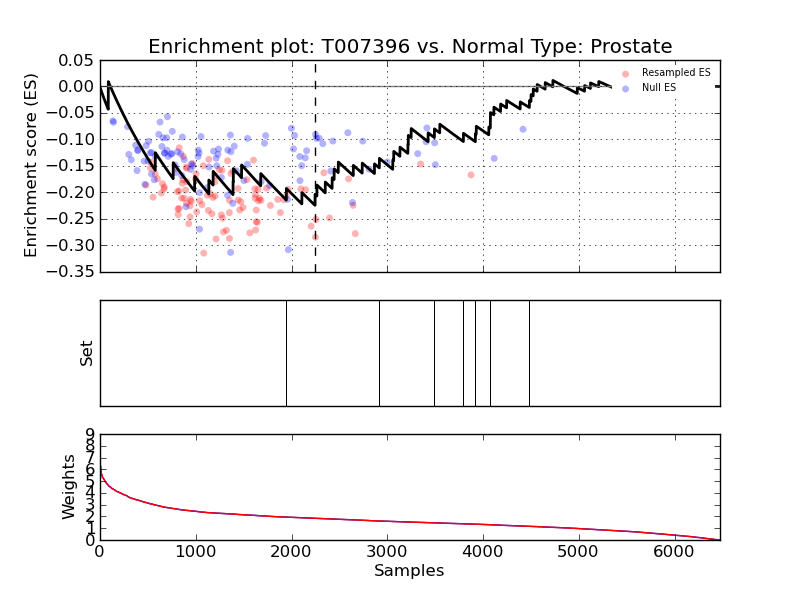 Enrichment plot: T007396 vs. Normal Type: Prostate
Enrichment score (ES)
0.05
0.00
−0.05
−0.10
−0.15
−0.20
−0.25
−0.30
−0.35
Resampled ES
Null ES
Set
Weights
9
8
7
6
5
4
3
2
1
0
0 1000 2000 3000 4000 5000 6000
Samples